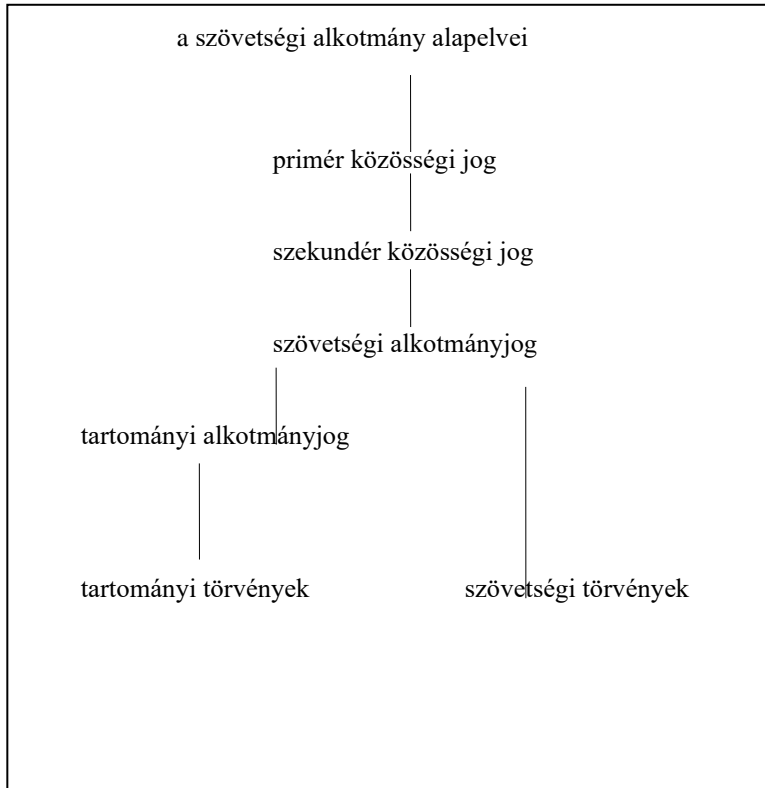 a szövetségi alkotmány alapelvei
primér közösségi jog
szekundér közösségi jog
szövetségi alkotmányjog
tartományi alkotmányjog
tartományi törvények szövetségi törvények